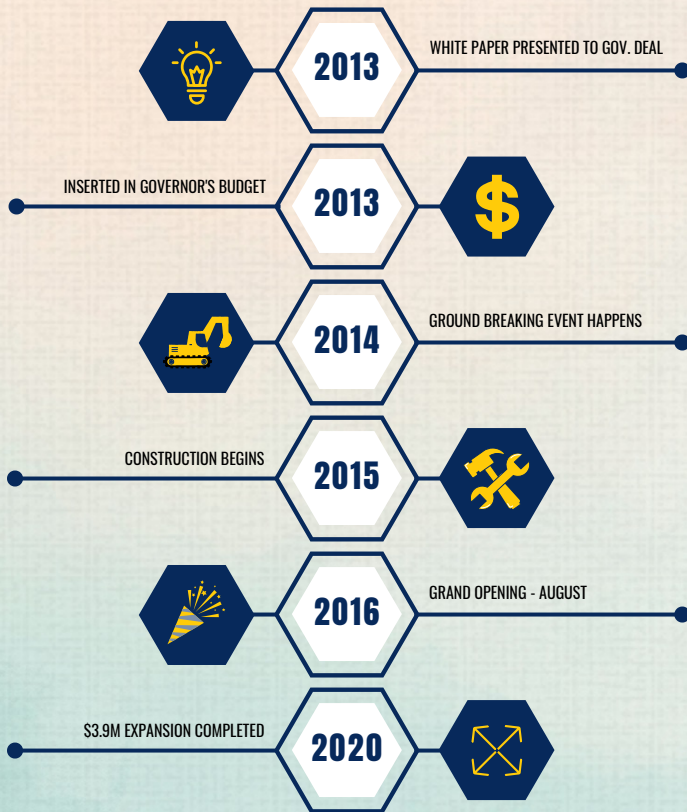 2013
WHITE PAPER PRESENTED TO GOV. DEAL
INSERTED IN GOVERNOR'S BUDGET
2013
$
2014
GROUND BREAKING EVENT HAPPENS
CONSTRUCTION BEGINS
2015
2016
GRAND OPENING - AUGUST
$3.9M EXPANSION COMPLETED
2020